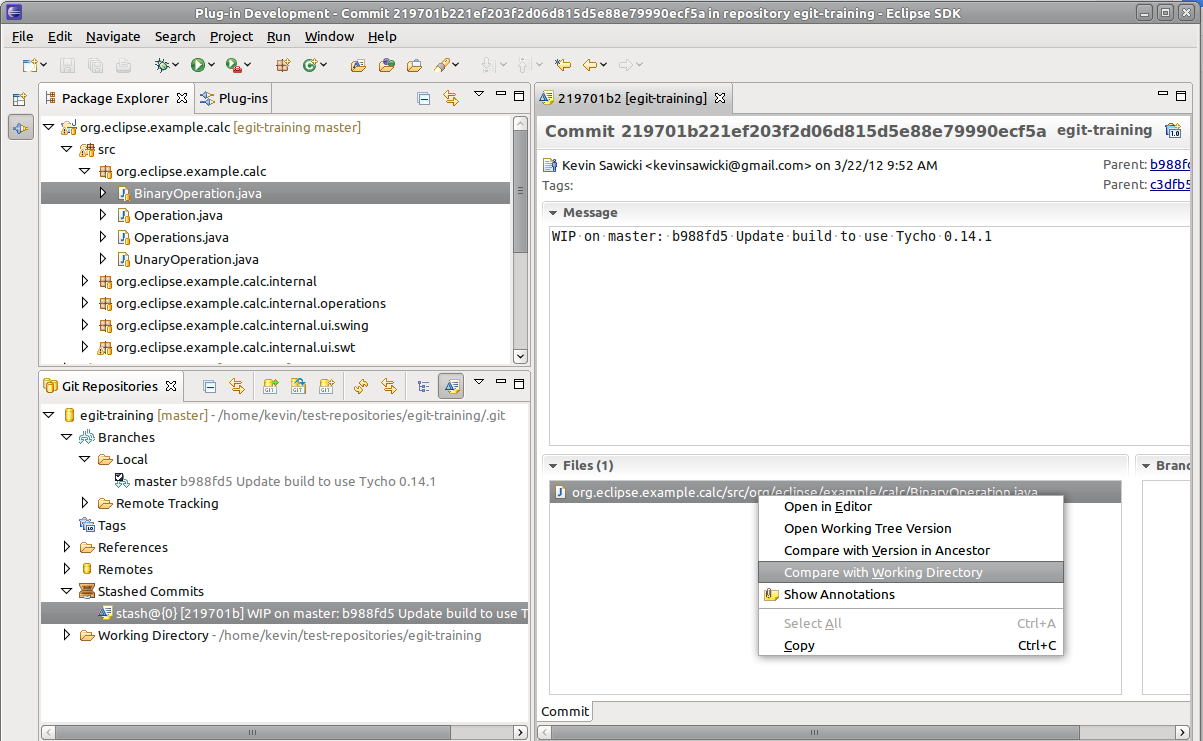 Plug-in Development - Commit 219701b221ef203f2d06d815d5e88e79990ecf5a in repository egit-training - Eclipse SDK
File Edit Navigate Search Project Run Window Help
Package Explorer Plug-ins
org.eclipse.example.calc [egit-training master]
src
org.eclipse.example.calc
BinaryOperation.java
Operation.java
Operations.java
UnaryOperation.java
org.eclipse.example.calc.internal
org.eclipse.example.calc.internal.operations
org.eclipse.example.calc.internal.ui.swing
org.eclipse.example.calc.internal.ui.swt
Git Repositories
egit-training [master] - /home/kevin/test-repositories/egit-training/.git
Branches
Local
master b988fd5 Update build to use Tycho 0.14.1
Remote Tracking
Tags
References
Remotes
Stashed Commits
stash@{0} [219701b] WIP on master: b988fd5 Update build to use T
Working Directory - /home/kevin/test-repositories/egit-training
219701b2 [egit-training]
Commit 219701b221ef203f2d06d815d5e88e79990ecf5a egit-training
Kevin Sawicki <kevinsawicki@gmail.com> on 3/22/12 9:52 AM
Parent: b988fd
Tags:
Parent: c3dfb5
Message
WIP on master: b988fd5 Update build to use Tycho 0.14.1
Files (1)
Branc
org.eclipse.example.calc/src/org/eclipse/example/calc/BinaryOperation.java
Open in Editor
Open Working Tree Version
Compare with Version in Ancestor
Compare with Working Directory
Show Annotations
Select All Ctrl+A
Copy Ctrl+C
Commit